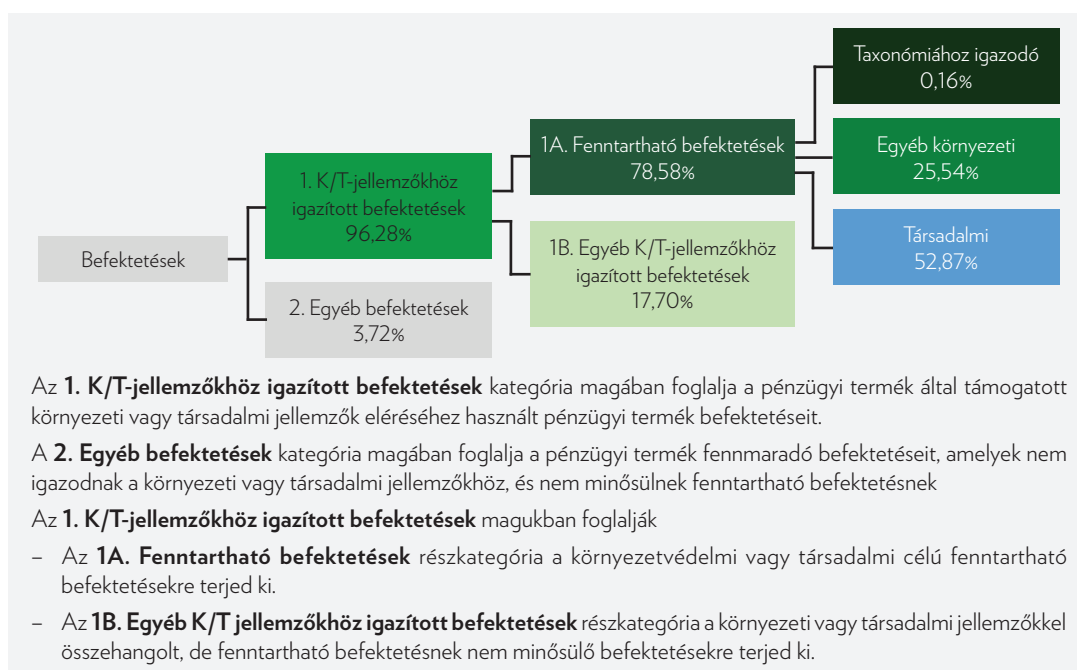 Befektetések
1. K/T-jellemzőkhöz
igazított befektetések
96,28%
2. Egyéb befektetések
3,72%
1A. Fenntartható befektetések
78,58%
1B. Egyéb K/T-jellemzőkhöz
igazított befektetések
17,70%
Taxonómiához igazodó
0,16%
Egyéb környezeti
25,54%
Társadalmi
52,87%
Az 1. K/T-jellemzőkhöz igazított befektetések kategória magában foglalja a pénzügyi termék által támogatott
környezeti vagy társadalmi jellemzők eléréséhez használt pénzügyi termék befektetéseit.
A 2. Egyéb befektetések kategória magában foglalja a pénzügyi termék fennmaradó befektetéseit, amelyek nem
igazodnak a környezeti vagy társadalmi jellemzőkhöz, és nem minősülnek fenntartható befektetésnek
Az 1. K/T-jellemzőkhöz igazított befektetések magukban foglalják
– Az 1A. Fenntartható befektetések részkategória a környezetvédelmi vagy társadalmi célú fenntartható
befektetésekre terjed ki.
– Az 1B. Egyéb K/T jellemzőkhöz igazított befektetések részkategória a környezeti vagy társadalmi jellemzőkkel
összehangolt, de fenntartható befektetésnek nem minősülő befektetésekre terjed ki.